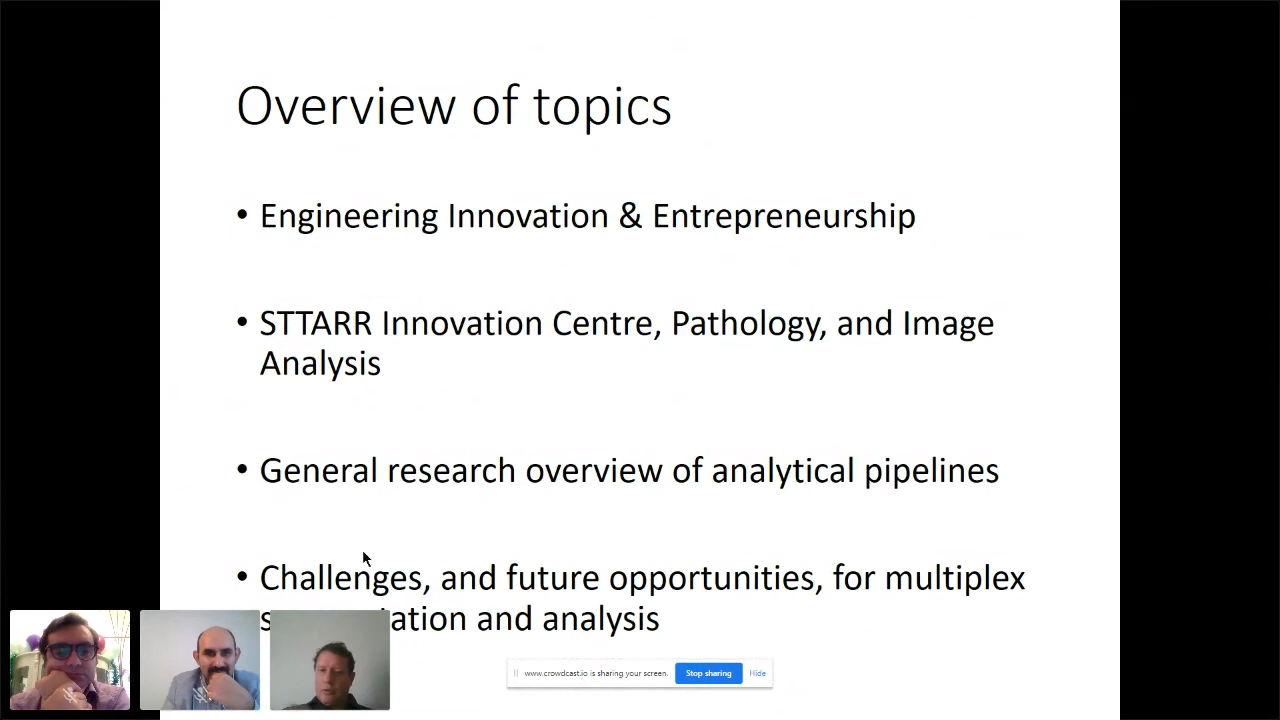 Overview of topics
• Engineering Innovation & Entrepreneurship
• STTARR Innovation Centre, Pathology, and Image
Analysis
• General research overview of analytical pipelines
• Challenges, and future opportunities, for multiplex
and analysis
www.crowdcast.io is sharing your screen.
Stop sharing
Hide